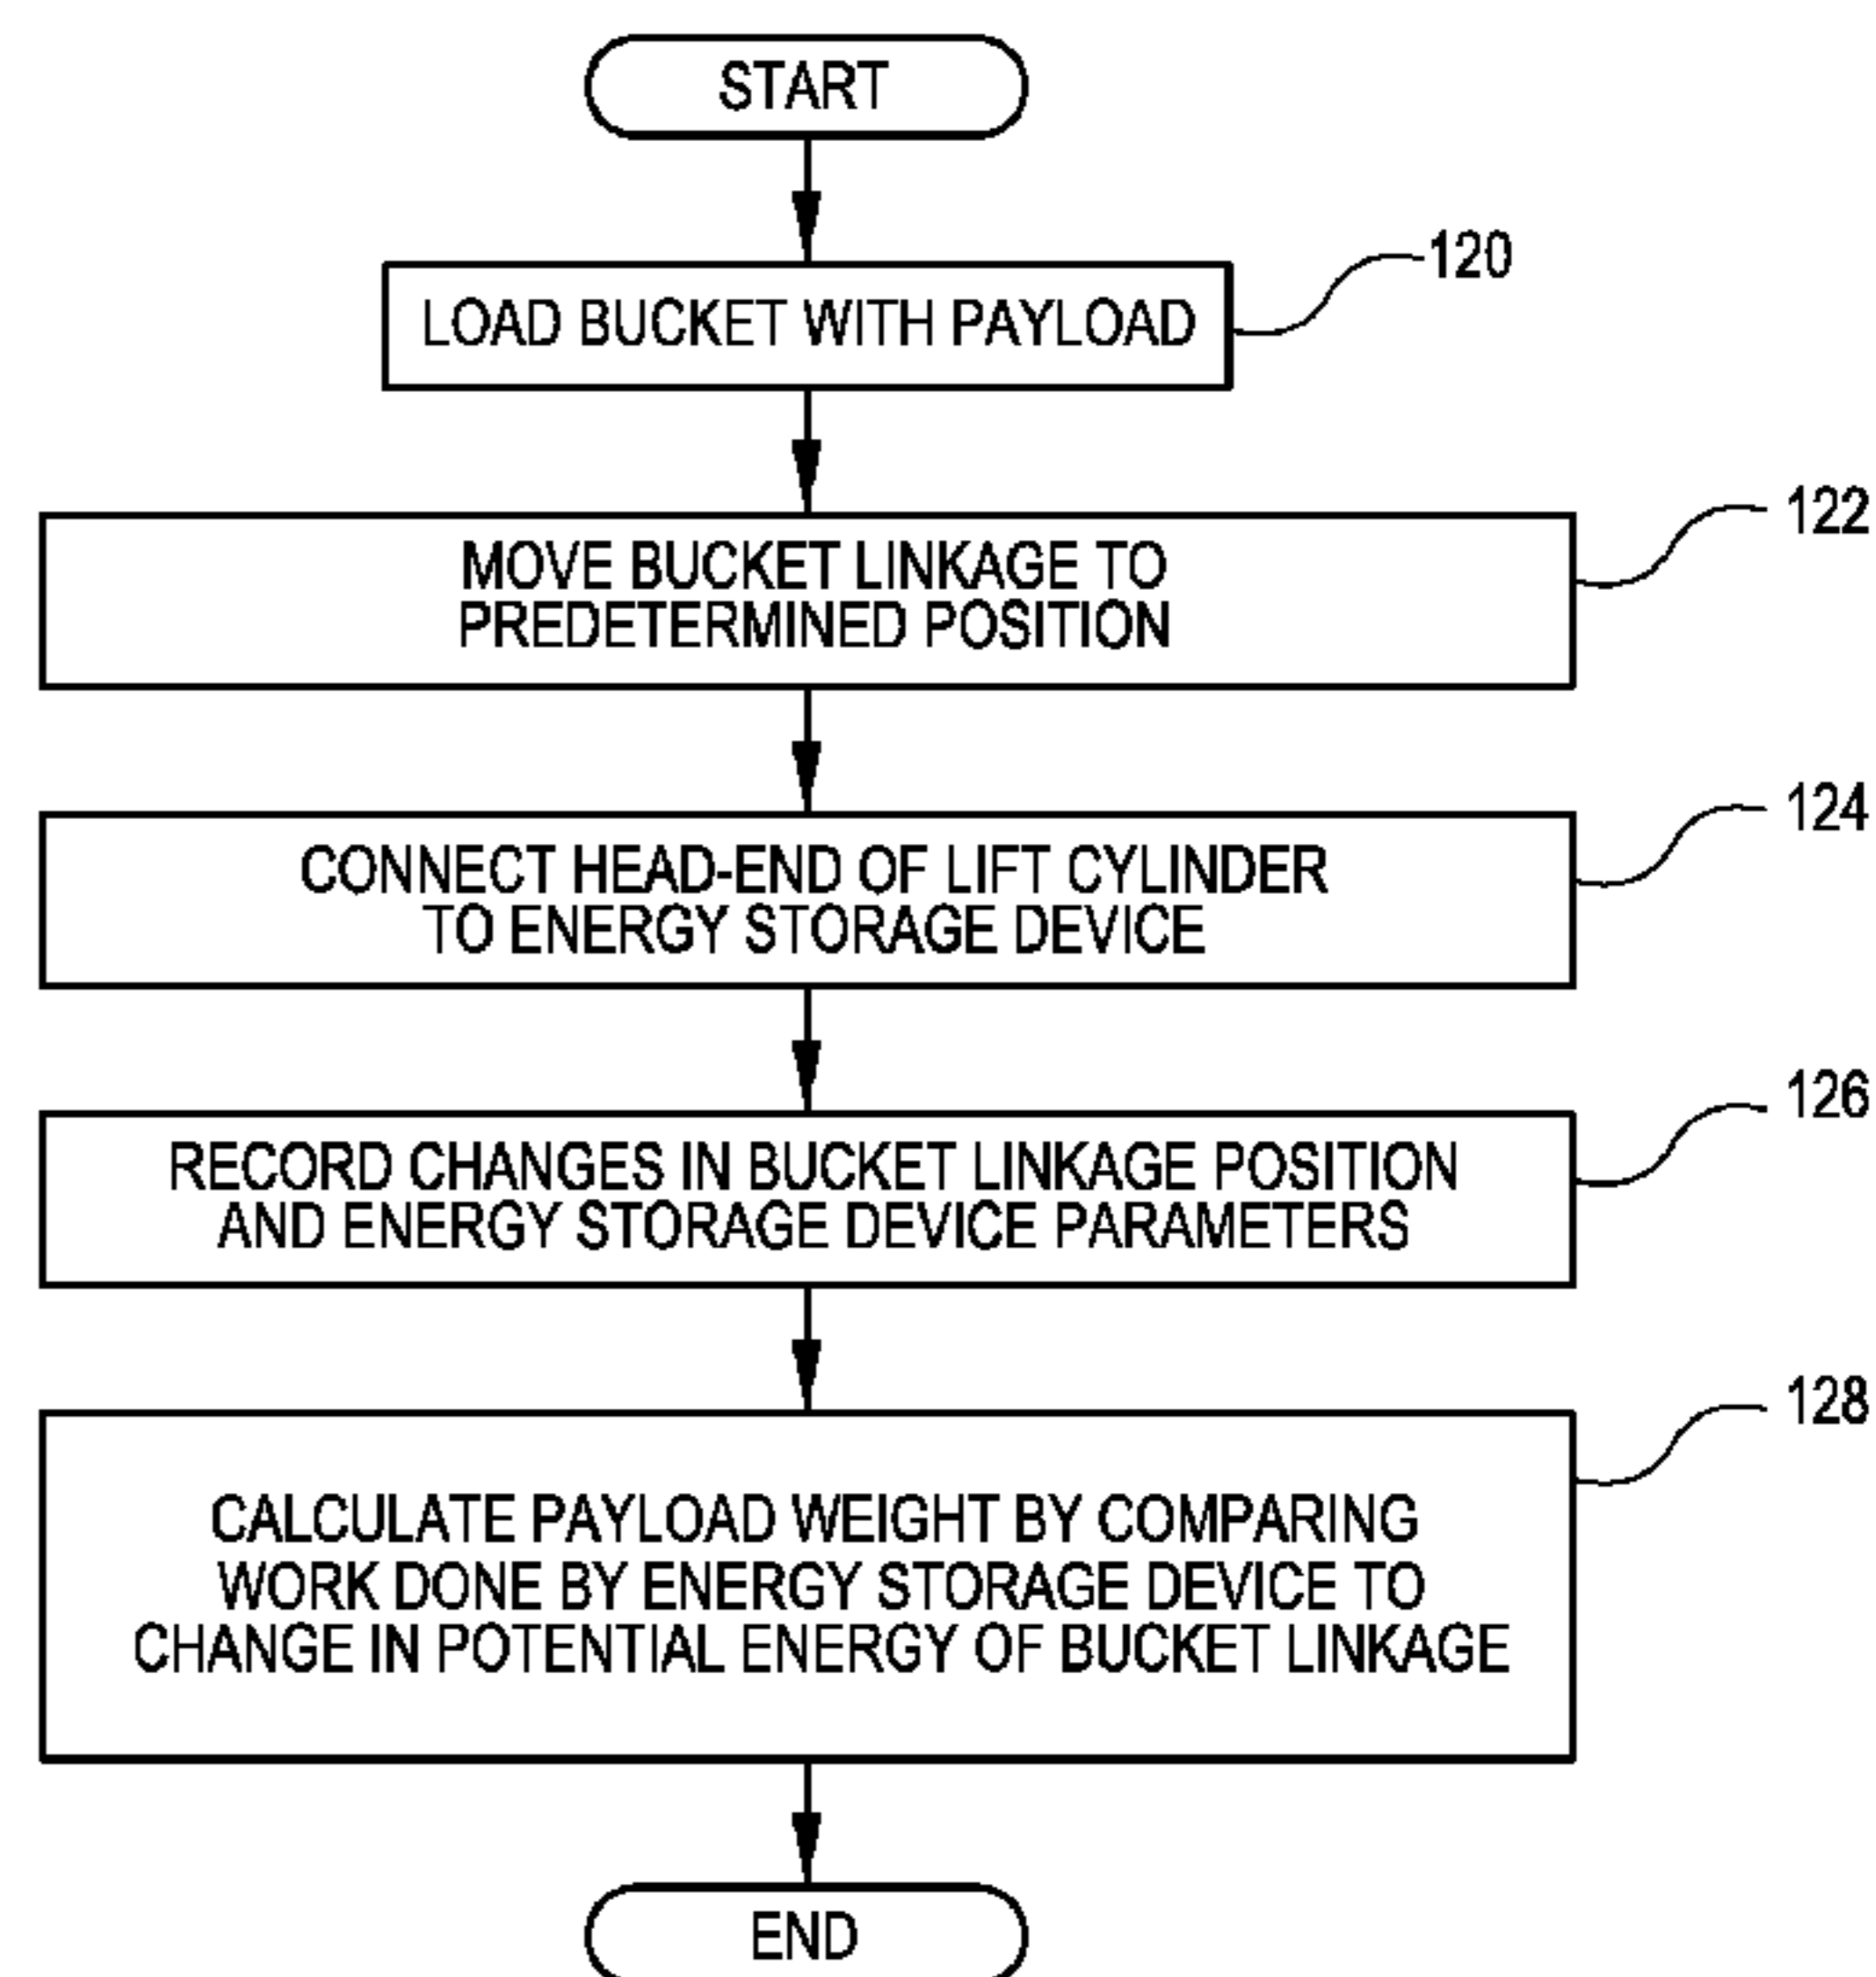 START
LOAD BUCKET WITH PAYLOAD
120
MOVE BUCKET LINKAGE TO
PREDETERMINED POSITION
122
CONNECT HEAD-END OF LIFT CYLINDER
TO ENERGY STORAGE DEVICE
124
RECORD CHANGES IN BUCKET LINKAGE POSITION
AND ENERGY STORAGE DEVICE PARAMETERS
126
CALCULATE PAYLOAD WEIGHT BY COMPARING
WORK DONE BY ENERGY STORAGE DEVICE TO
CHANGE IN POTENTIAL ENERGY OF BUCKET LINKAGE
128
END